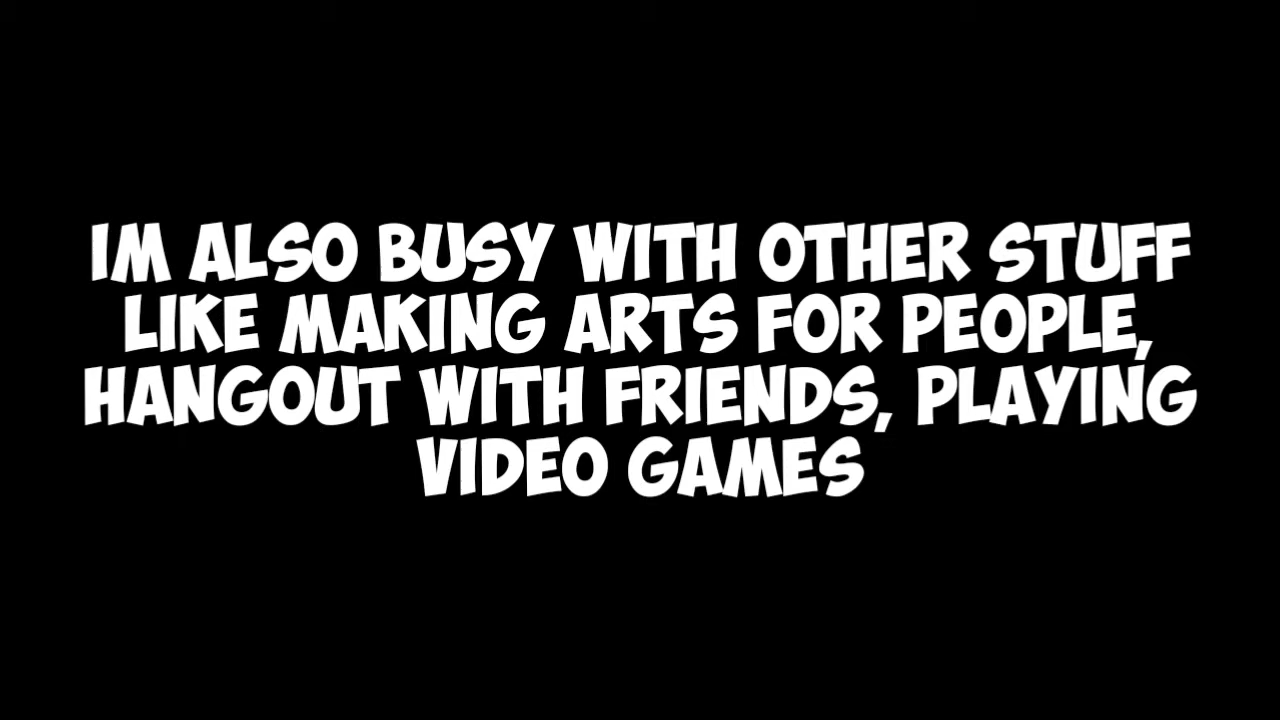 IM ALSO BUSY WITH OTHER STUFF
LIKE MAKING ARTS FOR PEOPLE,
HANGOUT WITH FRIENDS, PLAYING
VIDEO GAMES